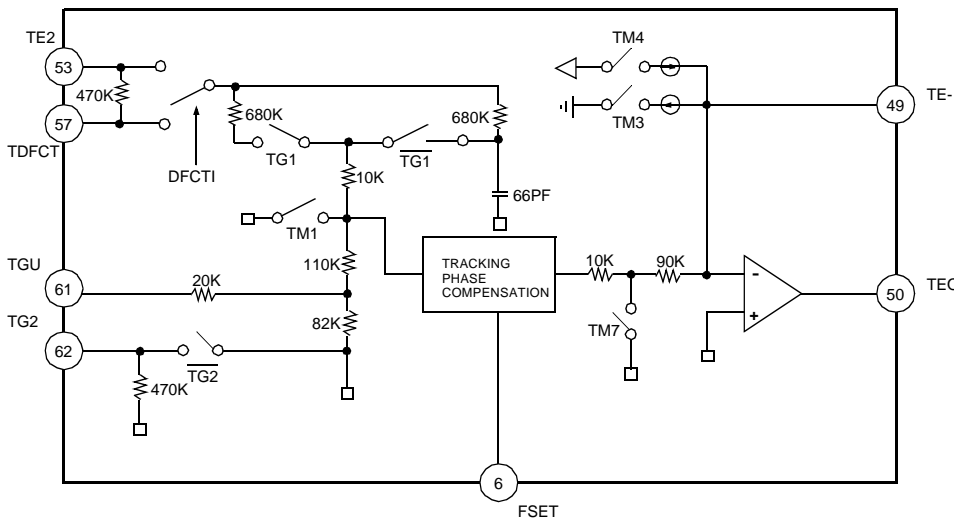 TE2
53
470K
57
TDFCT
DFCTI
680K
TG1
TG1
680K
10K
66PF
TM1
TM4
TM3
49
TE-
TGU
61
20K
110K
TG2
62
82K
TG2
470K
TRACKING
PHASE
COMPENSATION
10K
90K
TM7
-
+
50
TEO
6
FSET